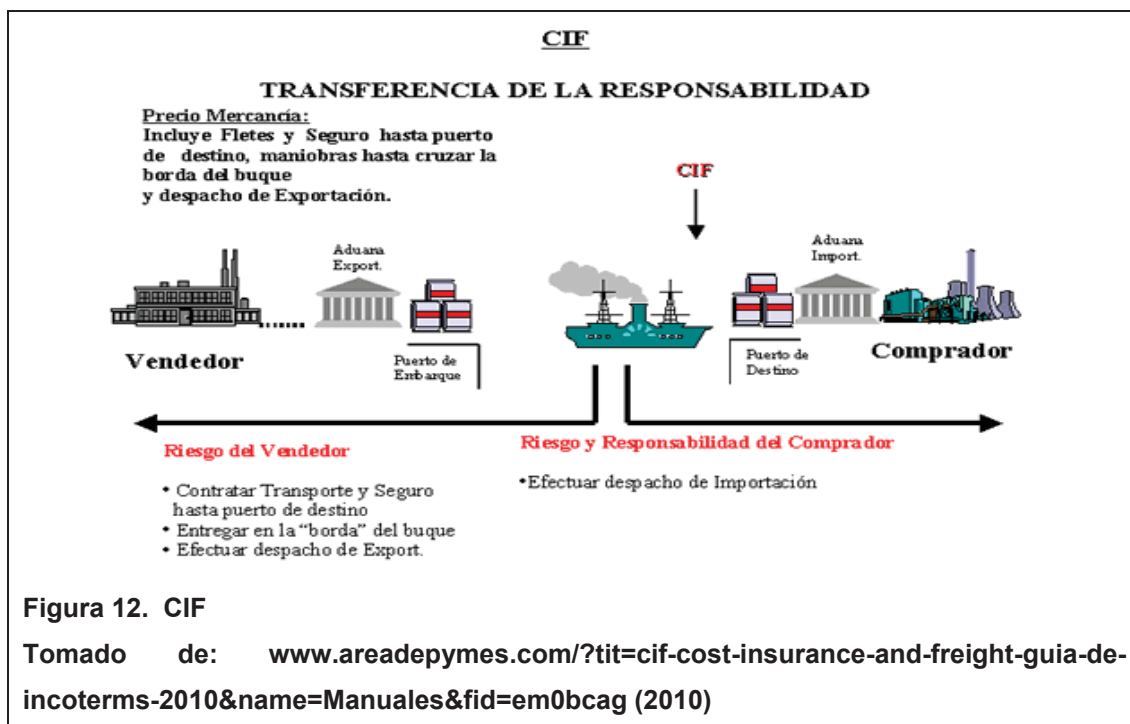 CIF
TRANSFERENCIA DE LA RESPONSABILIDAD
Precio Mercancía:
Incluye Fletes y Seguro hasta puerto
de destino, maniobras hasta cruzar la
borda del buque
y despacho de Exportación.
CIF
Aduana
Export.
Aduana
Import.
Vendedor
Puerto de
Embarque
Puerto de
Destino
Comprador
Riesgo del Vendedor
• Contratar Transporte y Seguro
hasta puerto de destino
• Entregar en la “borda” del buque
• Efectuar despacho de Export.
Riesgo y Responsabilidad del Comprador
•Efectuar despacho de Importación
Figura 12. CIF
Tomado de: www.areadepymes.com/?tit=cif-cost-insurance-and-freight-guia-de-
incoterms-2010&name=Manuales&fid=em0bcag (2010)